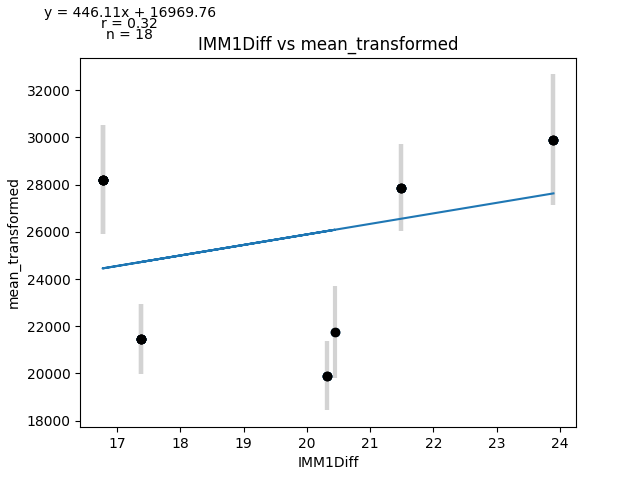 y = 446.11x + 16969.76
r = 0.32
n = 18
IMM1Diff vs mean_transformed
mean_transformed
32000
30000
28000
26000
24000
22000
20000
18000
17 18 19 20 21 22 23 24
IMM1Diff